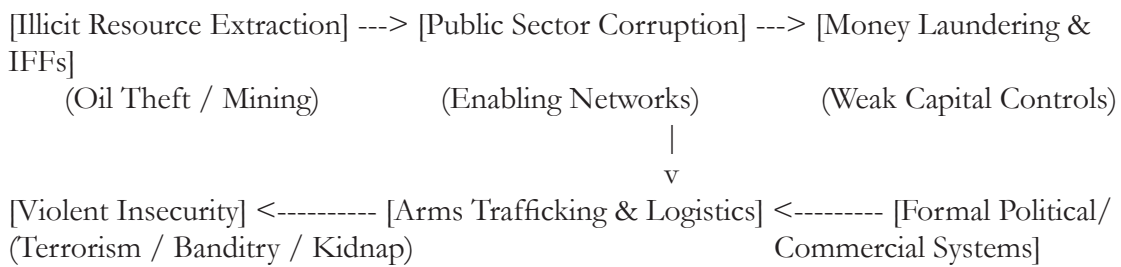 [Illicit Resource Extraction] ---> [Public Sector Corruption] ---> [Money Laundering &
IFFs]
(Oil Theft / Mining) (Enabling Networks) (Weak Capital Controls)
|
v
[Violent Insecurity] <---------- [Arms Trafficking & Logistics] <--------- [Formal Political/
(Terrorism / Banditry / Kidnap) Commercial Systems]